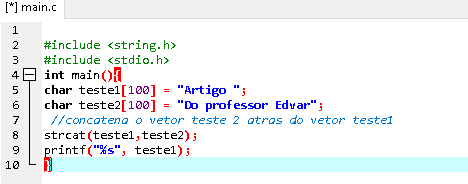 [*] main.c
1
2 #include <string.h>
3 #include <stdio.h>
4 int main(){
5 char teste1[100] = "Artigo ";
6 char teste2[100] = "Do professor Edvar";
7 //concatena o vetor teste 2 atras do vetor teste1
8 strcat(teste1,teste2);
9 printf("%s", teste1);
10 }